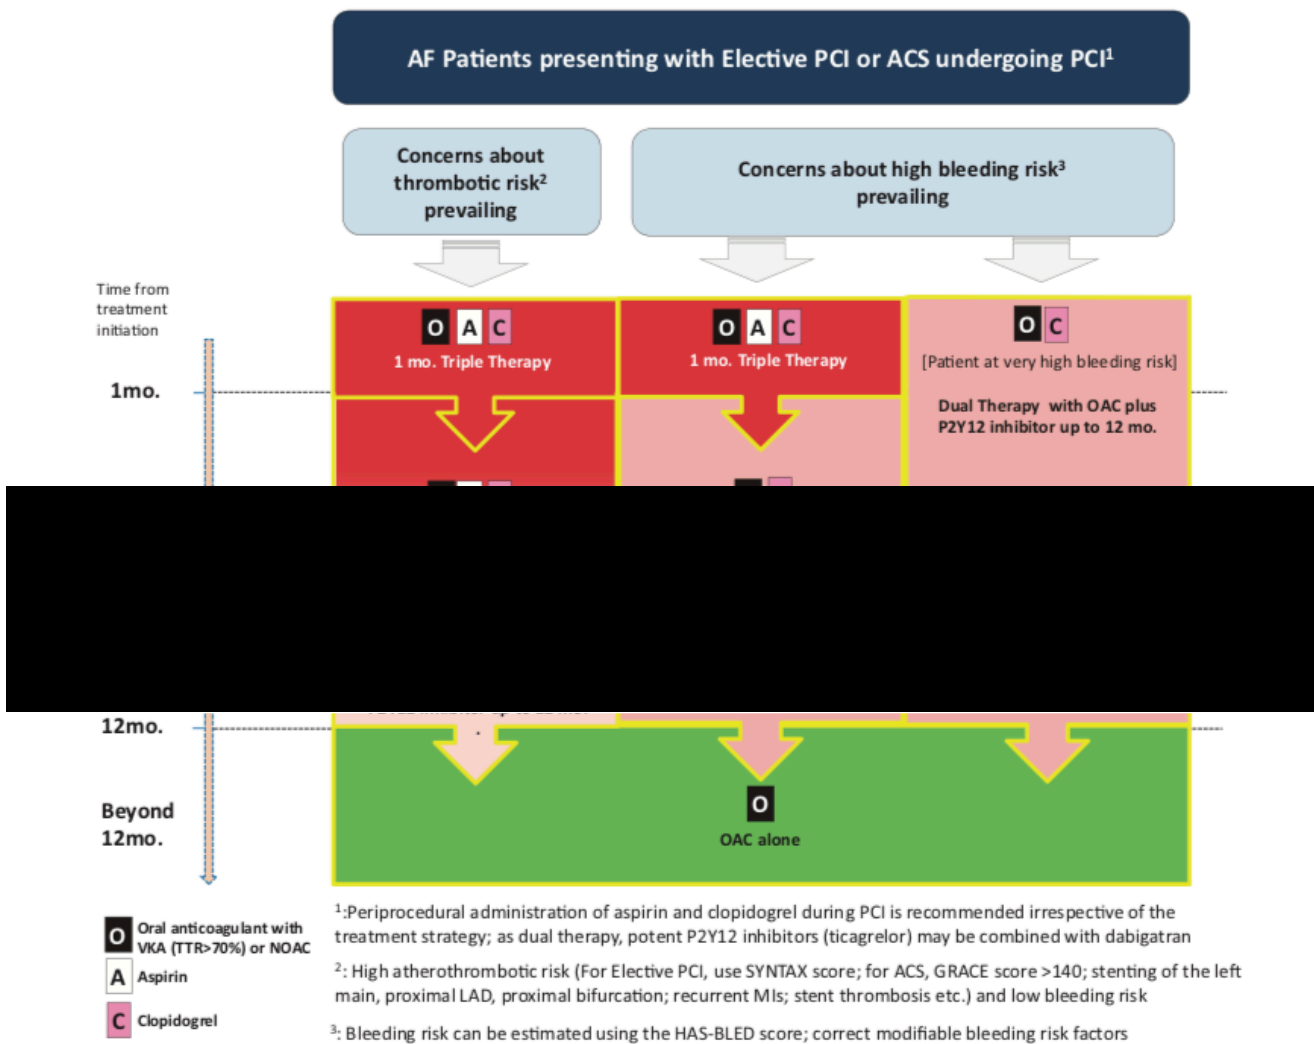 AF Patients presenting with Elective PCI or ACS undergoing PCI¹
Concerns about
thrombotic risk²
prevailing
Concerns about high bleeding risk³
prevailing
Time from
treatment
initiation
O A C
1 mo. Triple Therapy
O A C
1 mo. Triple Therapy
O C
[Patient at very high bleeding risk]
Dual Therapy with OAC plus
P2Y12 inhibitor up to 12 mo.
1mo.
12mo.
Beyond
12mo.
O
OAC alone
O Oral anticoagulant with
VKA (TTR>70%) or NOAC
A Aspirin
C Clopidogrel
¹:Periprocedural administration of aspirin and clopidogrel during PCI is recommended irrespective of the
treatment strategy; as dual therapy, potent P2Y12 inhibitors (ticagrelor) may be combined with dabigatran
²: High atherothrombotic risk (For Elective PCI, use SYNTAX score; for ACS, GRACE score >140; stenting of the left
main, proximal LAD, proximal bifurcation; recurrent MIs; stent thrombosis etc.) and low bleeding risk
³: Bleeding risk can be estimated using the HAS-BLED score; correct modifiable bleeding risk factors